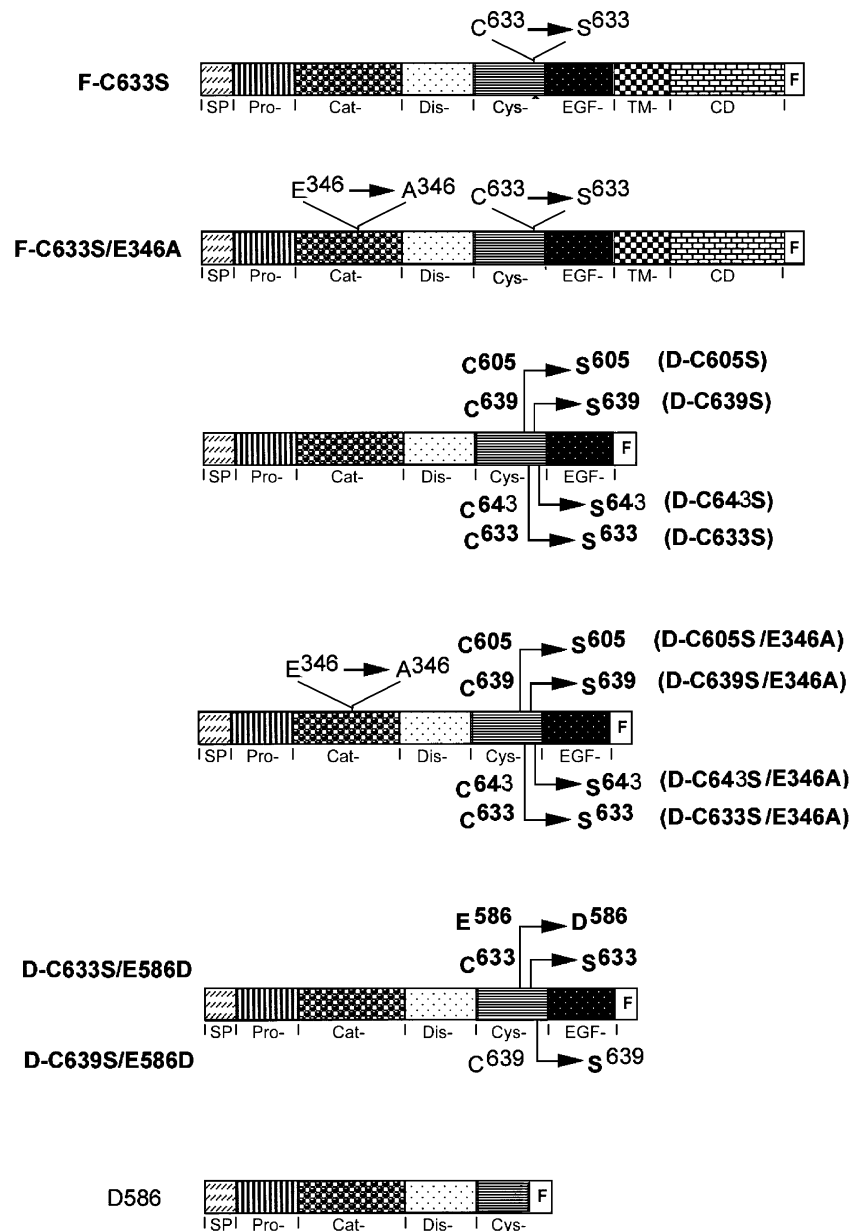 C633 S633
F-C633S F
SP Pro- Cat- Dis- Cys- EGF- TM- CD
E346 A346 C633 S633
F-C633S/E346A F
SP Pro- Cat- Dis- Cys- EGF- TM- CD
C605 S605 (D-C605S)
C639 S639 (D-C639S)
F
SP Pro- Cat- Dis- Cys- EGF-
C643 S643 (D-C643S)
C633 S633 (D-C633S)
C605 S605 (D-C605S/E346A)
E346 A346 C639 S639 (D-C639S/E346A)
F
SP Pro- Cat- Dis- Cys- EGF-
C643 S643 (D-C643S/E346A)
C633 S633 (D-C633S/E346A)
E586 D586
D-C633S/E586D C633 S633
F
SP Pro- Cat- Dis- Cys- EGF-
D-C639S/E586D C639 S639
D586 F
SP Pro- Cat- Dis- Cys-